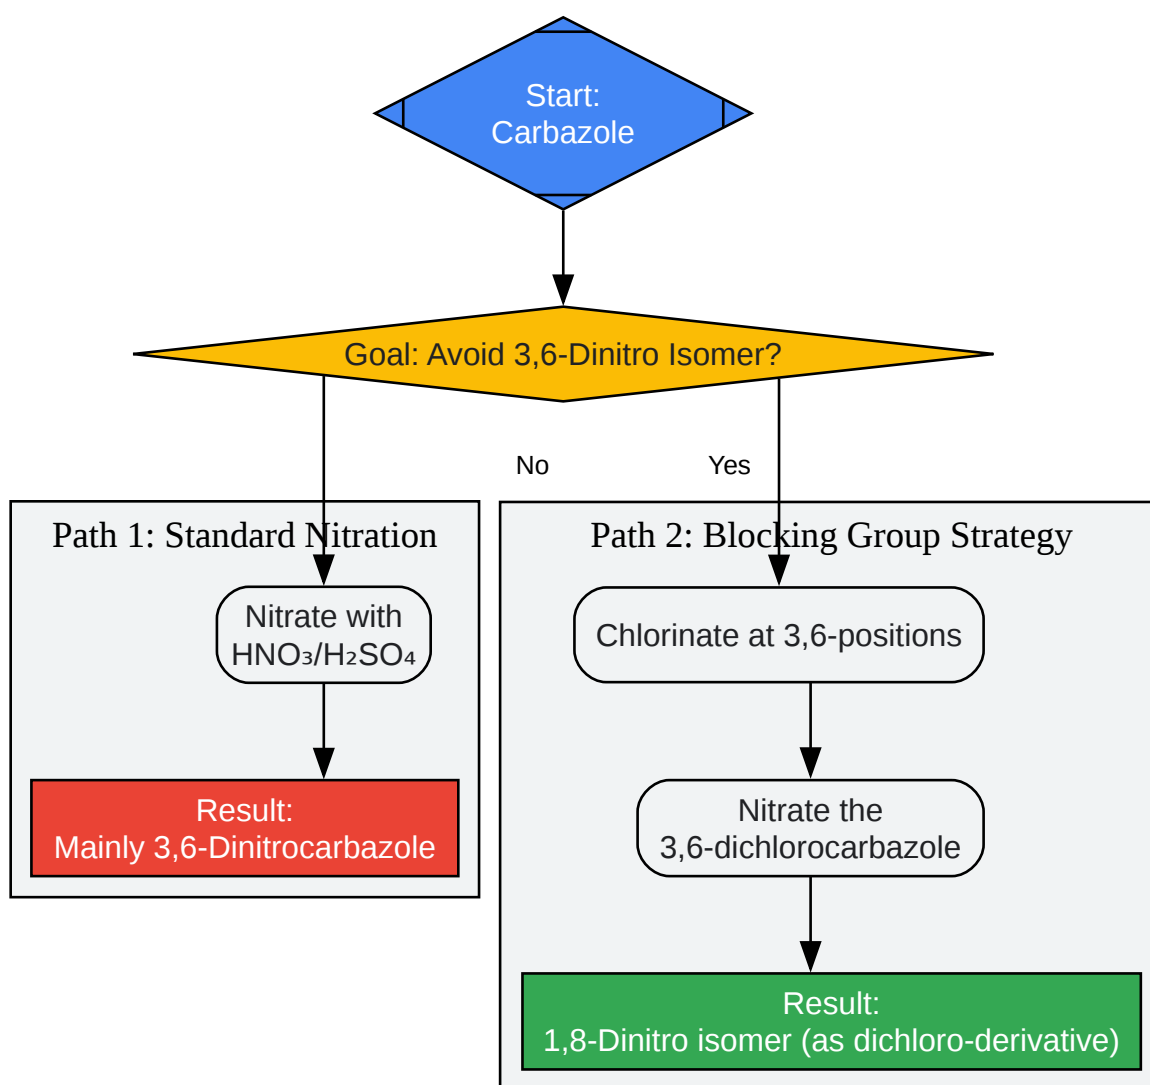 Start:
Carbazole
Goal: Avoid 3,6-Dinitro Isomer?
No
Yes
Path 1: Standard Nitration
Nitrate with
HNO₃/H₂SO₄
Result:
Mainly 3,6-Dinitrocarbazole
Path 2: Blocking Group Strategy
Chlorinate at 3,6-positions
Nitrate the
3,6-dichlorocarbazole
Result:
1,8-Dinitro isomer (as dichloro-derivative)